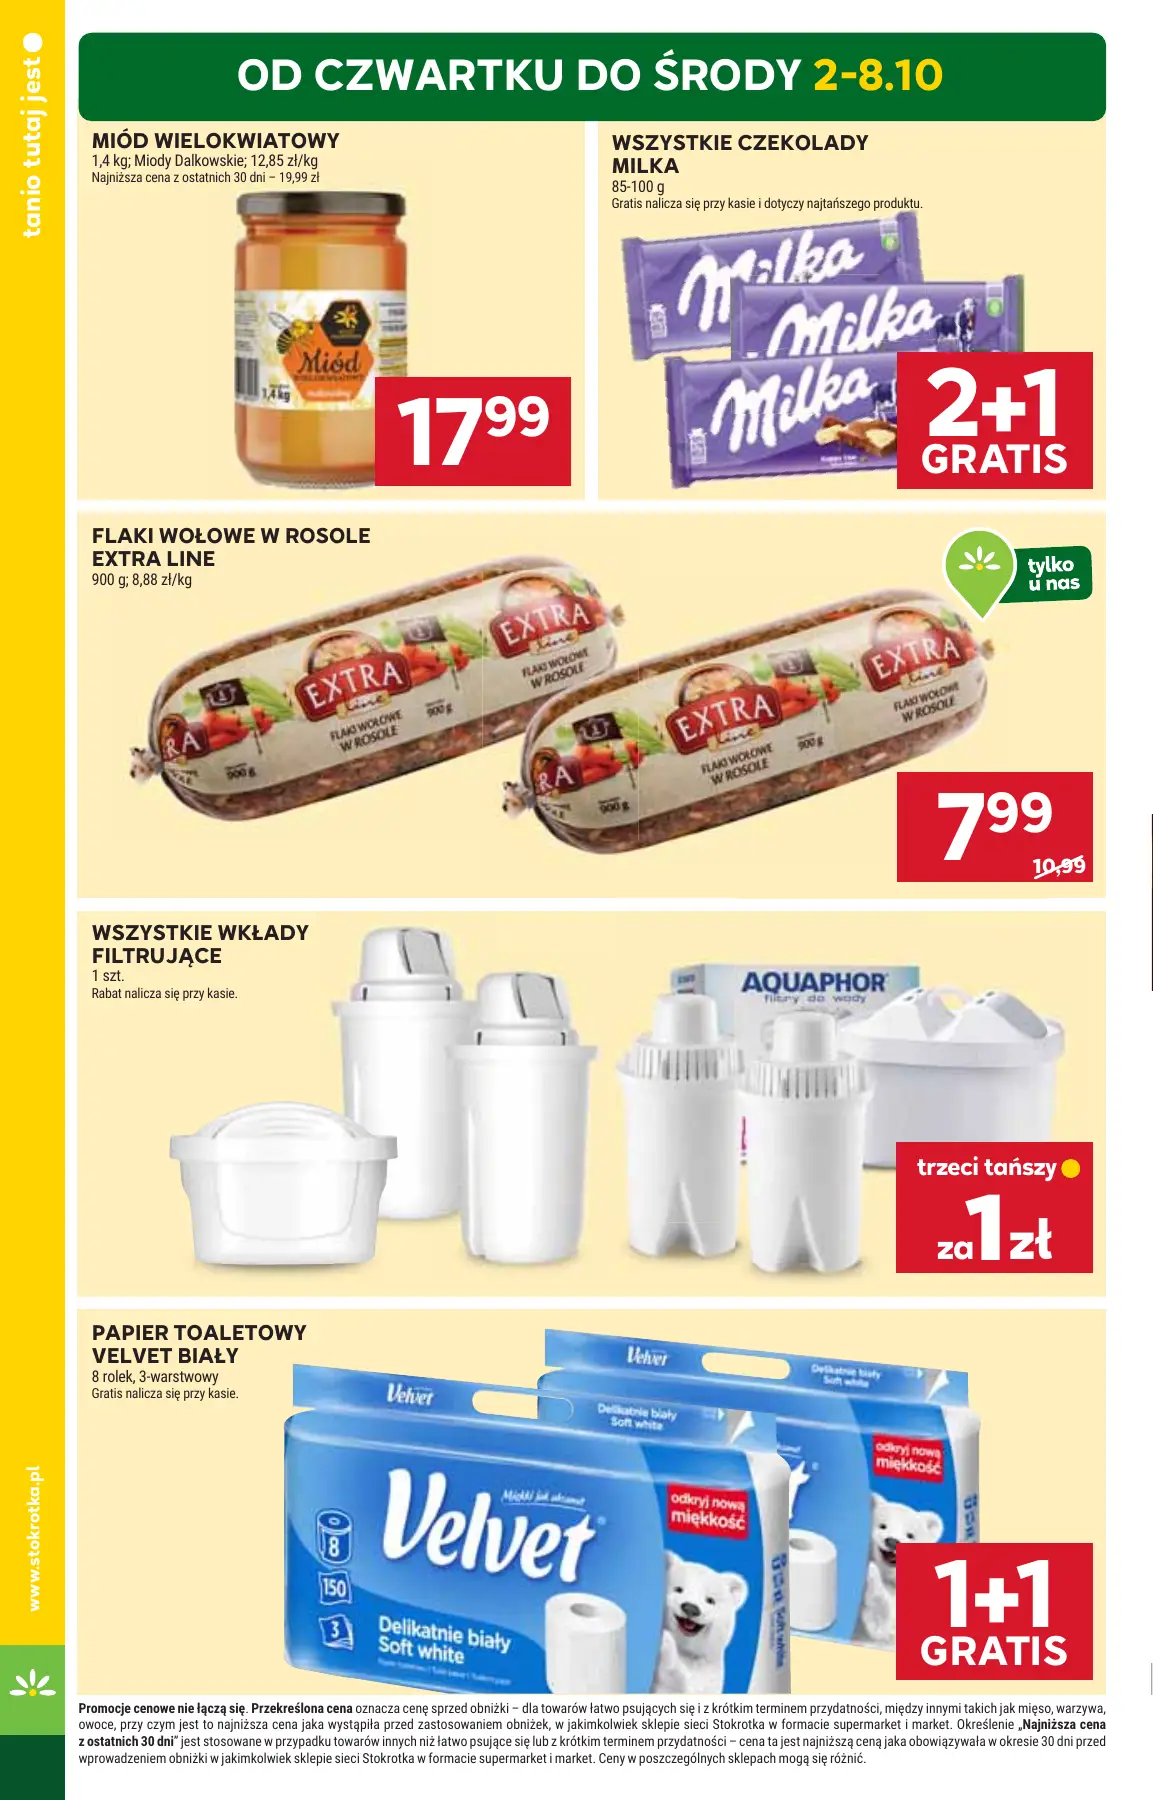 tanio tutaj jest
OD CZWARTKU DO ŚRODY 2-8.10
MIÓD WIELOKWIATOWY
1,4 kg; Miody Dalkowskie; 12,85 zł/kg
Najniższa cena z ostatnich 30 dni – 19,99 zł
Miód
WIELOKWIATOWY
1,4 kg
17 99
WSZYSTKIE CZEKOLADY
MILKA
85-100 g
Gratis nalicza się przy kasie i dotyczy najtańszego produktu.
Milka
Milka
Milka
2+1
GRATIS
FLAKI WOŁOWE W ROSOLE
EXTRA LINE
900 g; 8,88 zł/kg
tylko
u nas
EXTRA
line
FLAKI WOŁOWE
W ROSOLE
900 g
EXTRA
line
FLAKI WOŁOWE
W ROSOLE
900 g
EXTRA
line
FLAKI WOŁOWE
W ROSOLE
900 g
EXTRA
line
FLAKI WOŁOWE
W ROSOLE
900 g
7 99
10,99
WSZYSTKIE WKŁADY
FILTRUJĄCE
1 szt.
Rabat nalicza się przy kasie.
AQUAPHOR
filtry do wody
trzeci tańszy
za 1 zł
PAPIER TOALETOWY
VELVET BIAŁY
8 rolek, 3-warstwowy
Gratis nalicza się przy kasie.
Velvet
Delikatnie biały
Soft white
Velvet
Delikatnie biały
Soft white
odkryj nową
miękkość
Miękki jak aksamit
Velvet
odkryj nową
miękkość
8
150
3
Delikatnie biały
Soft white
1+1
GRATIS
www.stokrotka.pl
Promocje cenowe nie łączą się. Przekreślona cena oznacza cenę sprzed obniżki – dla towarów łatwo psujących się i z krótkim terminem przydatności, między innymi takich jak mięso, warzywa,
owoce, przy czym jest to najniższa cena jaka wystąpiła przed zastosowaniem obniżek, w jakimkolwiek sklepie sieci Stokrotka w formacie supermarket i market. Określenie „Najniższa cena
z ostatnich 30 dni” jest stosowane w przypadku towarów innych niż łatwo psujące się lub z krótkim terminem przydatności – cena ta jest najniższą ceną jaka obowiązywała w okresie 30 dni przed
wprowadzeniem obniżki w jakimkolwiek sklepie sieci Stokrotka w formacie supermarket i market. Ceny w poszczególnych sklepach mogą się różnić.